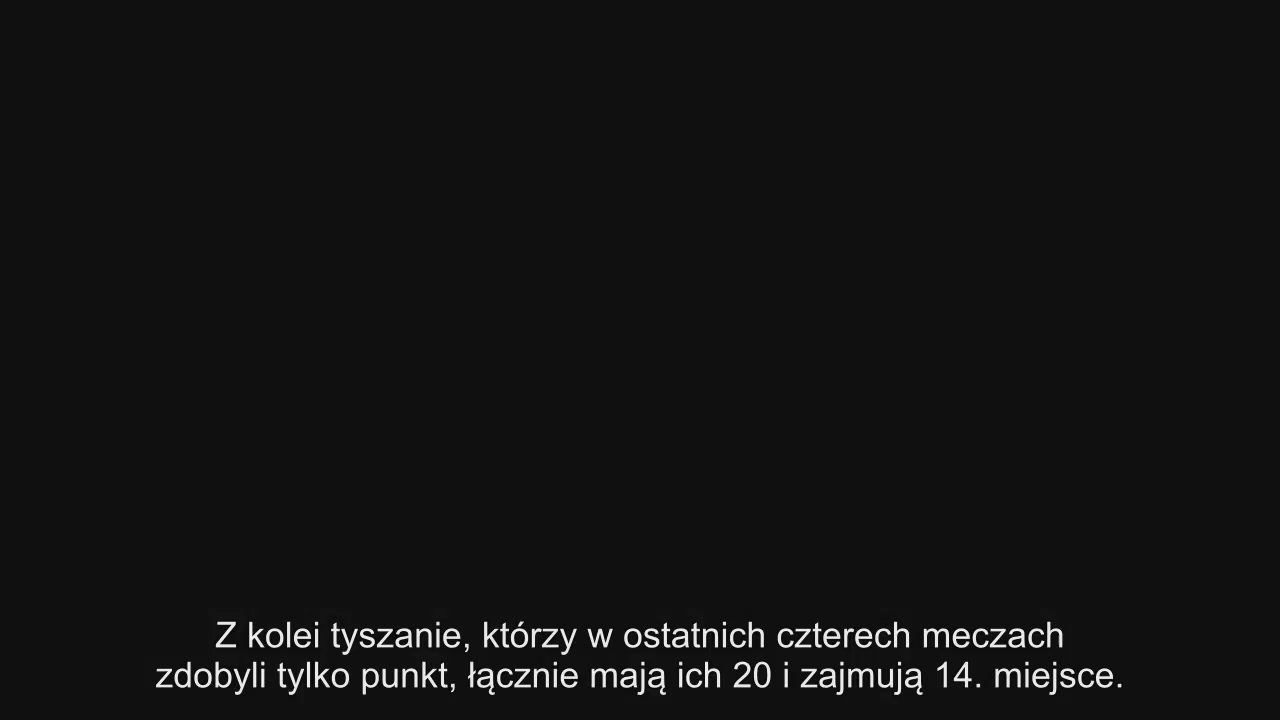 Z kolei tyszanie, którzy w ostatnich czterech meczach
zdobyli tylko punkt, łącznie mają ich 20 i zajmują 14. miejsce.